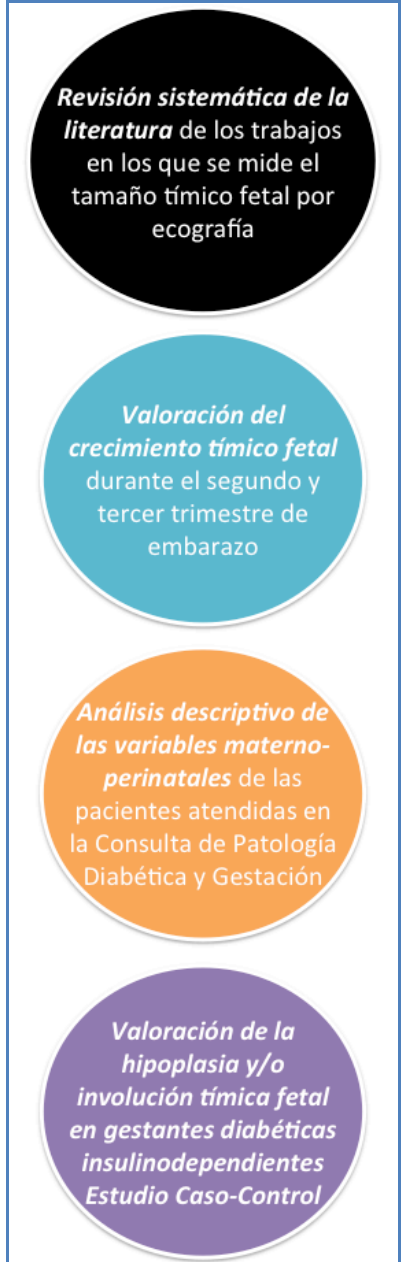 Revisión sistemática de la
literatura de los trabajos
en los que se mide el
tamaño tímico fetal por
ecografía
Valoración del
crecimiento tímico fetal
durante el segundo y
tercer trimestre de
embarazo
Análisis descriptivo de
las variables materno-
perinatales de las
pacientes atendidas en
la Consulta de Patología
Diabética y Gestación
Valoración de la
hipoplasia y/o
involución tímica fetal
en gestantes diabéticas
insulinodependientes
Estudio Caso-Control